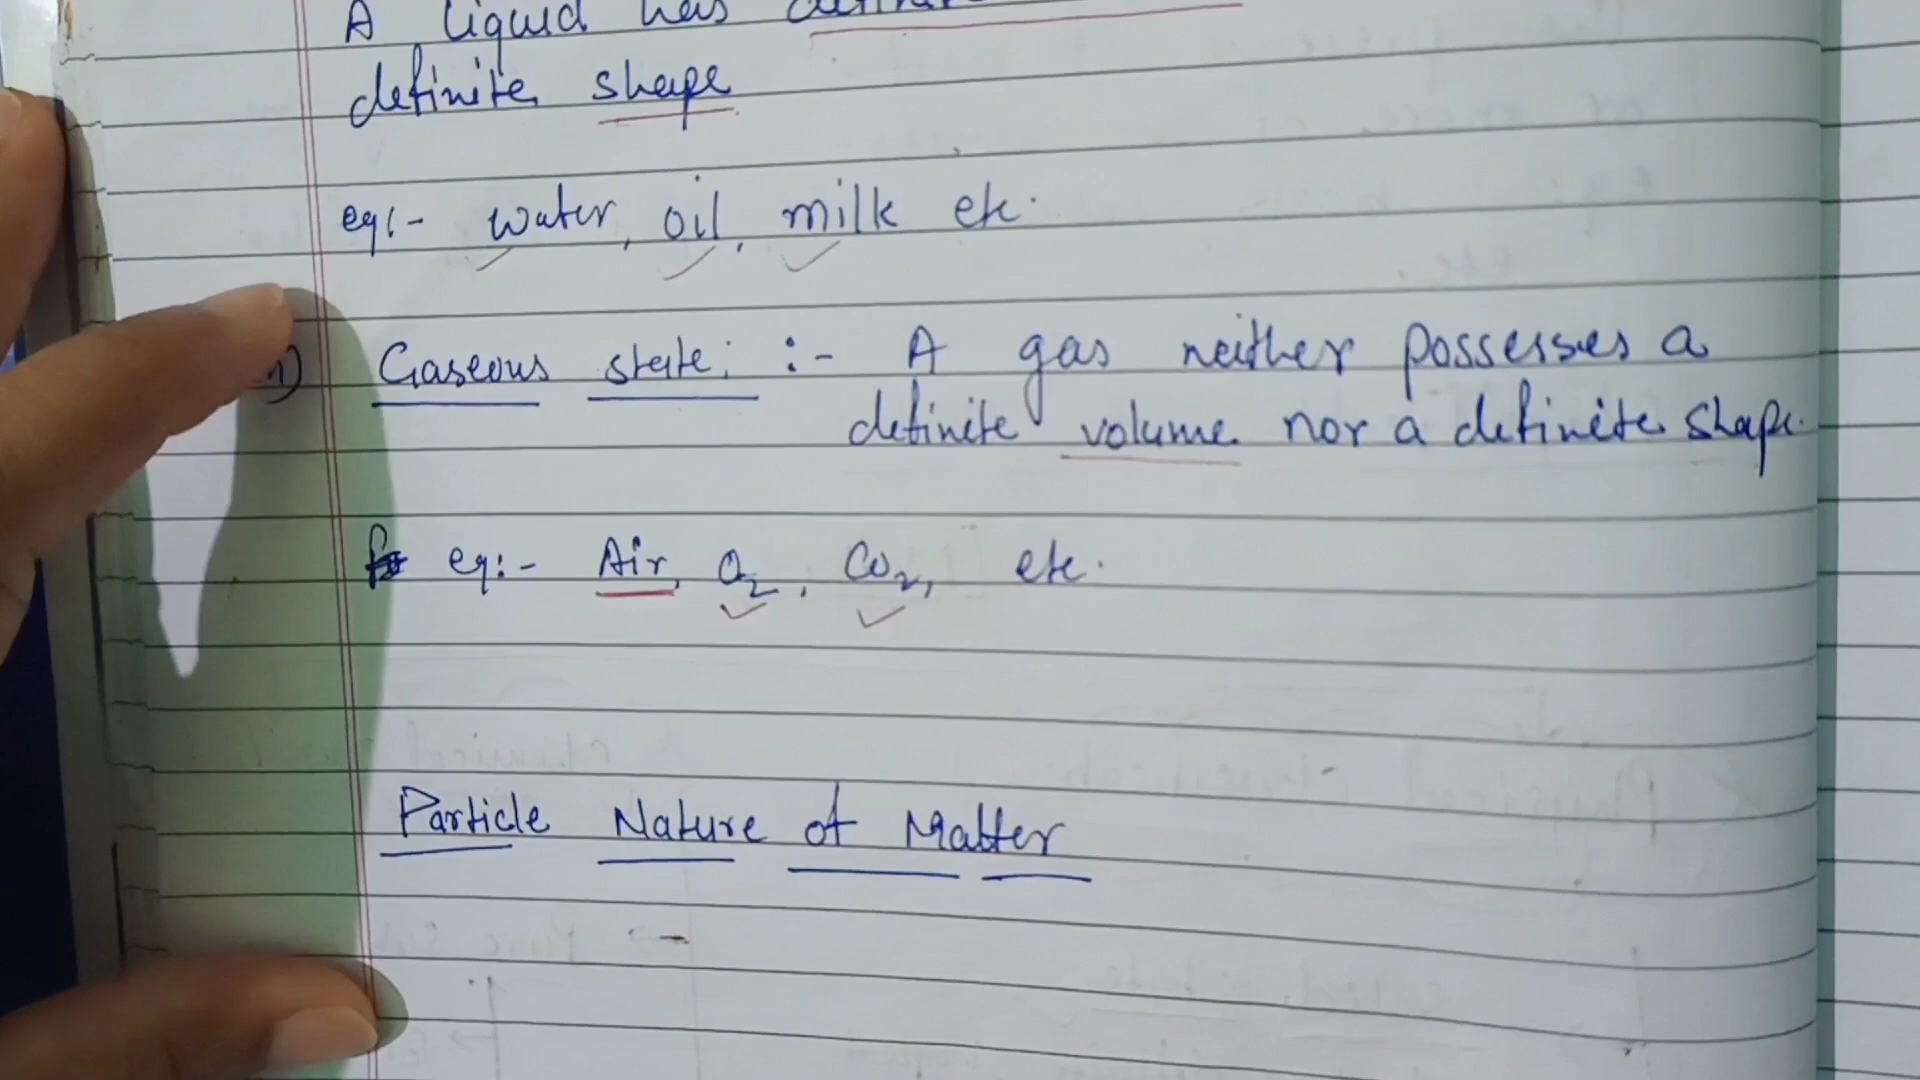 A liquid has
definite shape
eg:- water, oil, milk etc.
Gaseous state :- A gas neither possesses a
definite volume nor a definite shape.
eg:- Air, O2, CO2, etc.
Particle Nature of Matter